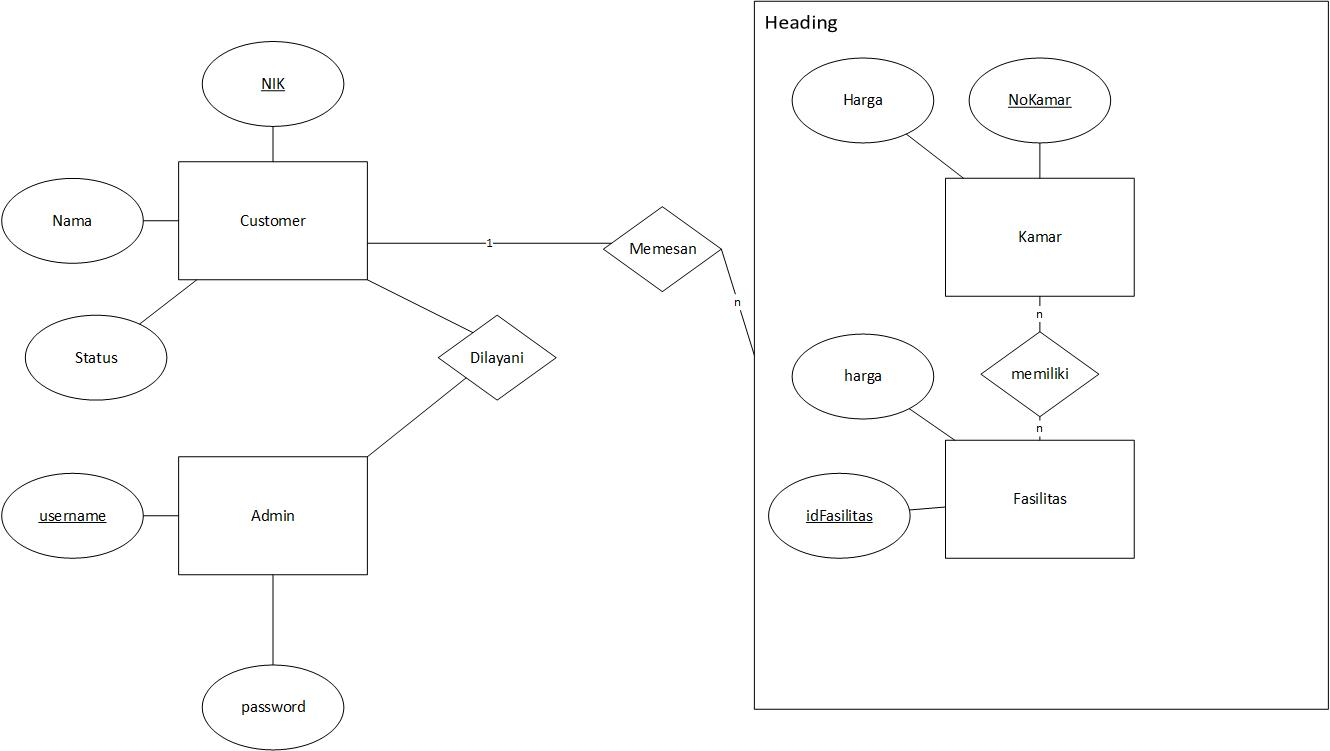 Heading
NIK
Harga
NoKamar
Nama
Customer
Kamar
1
Memesan
n
n
Status
Dilayani
harga
memiliki
n
username
Admin
idFasilitas
Fasilitas
password